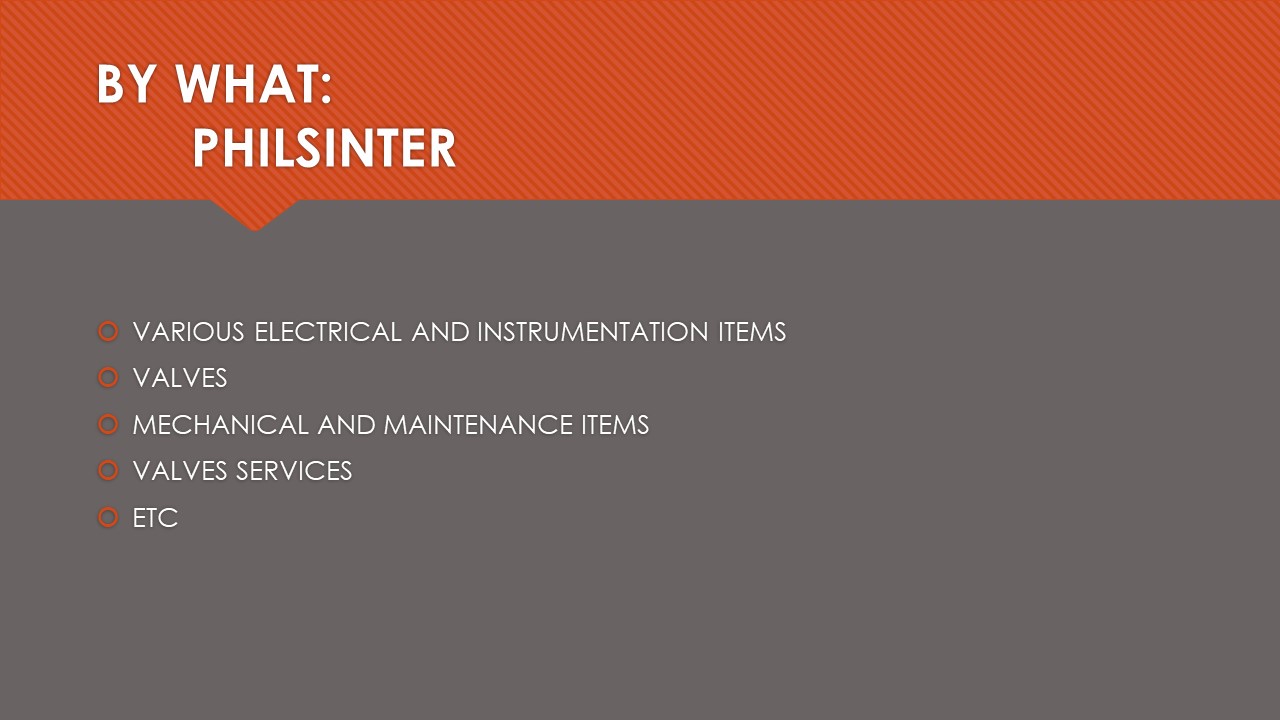 BY WHAT:
PHILSINTER
VARIOUS ELECTRICAL AND INSTRUMENTATION ITEMS
VALVES
MECHANICAL AND MAINTENANCE ITEMS
VALVES SERVICES
ETC